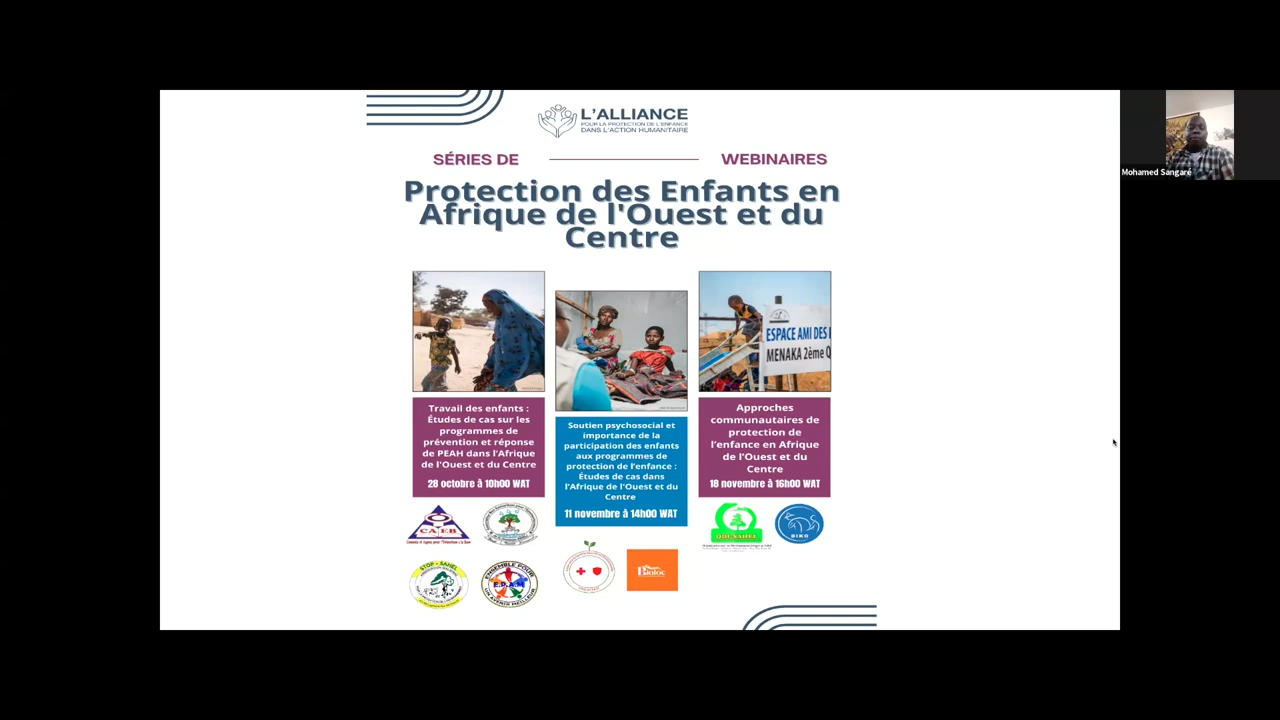 L'ALLIANCE
POUR LA PROTECTION DE L'ENFANCE
DANS L'ACTION HUMANITAIRE
SÉRIES DE
WEBINAIRES
Protection des Enfants en
Afrique de l'Ouest et du
Centre
ESPACE AMI DES
MENAKA 2ème Q
Travail des enfants :
Études de cas sur les
programmes de
prévention et réponse
de PEAH dans l'Afrique
de l'Ouest et du Centre
28 octobre à 10h00 WAT
Soutien psychosocial et
importance de la
participation des enfants
aux programmes de
protection de l'enfance :
Études de cas dans
l'Afrique de l'Ouest et du
Centre
11 novembre à 14h00 WAT
Approches
communautaires de
protection de
l'enfance en Afrique
de l'Ouest et du
Centre
18 novembre à 16h00 WAT
CAEB
STOP - SAHEL
ENSEMBLE POUR
E.P.A.M
UN AVENIR MEILLEUR
BIKO
Mohamed Sangaré